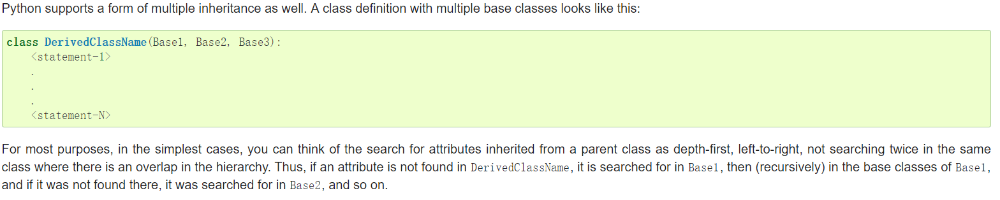 Python supports a form of multiple inheritance as well. A class definition with multiple base classes looks like this:
class DerivedClassName(Base1, Base2, Base3):
    <statement-1>
    .
    .
    .
    <statement-N>
For most purposes, in the simplest cases, you can think of the search for attributes inherited from a parent class as depth-first, left-to-right, not searching twice in the same
class where there is an overlap in the hierarchy. Thus, if an attribute is not found in DerivedClassName, it is searched for in Base1, then (recursively) in the base classes of Base1,
and if it was not found there, it was searched for in Base2, and so on.